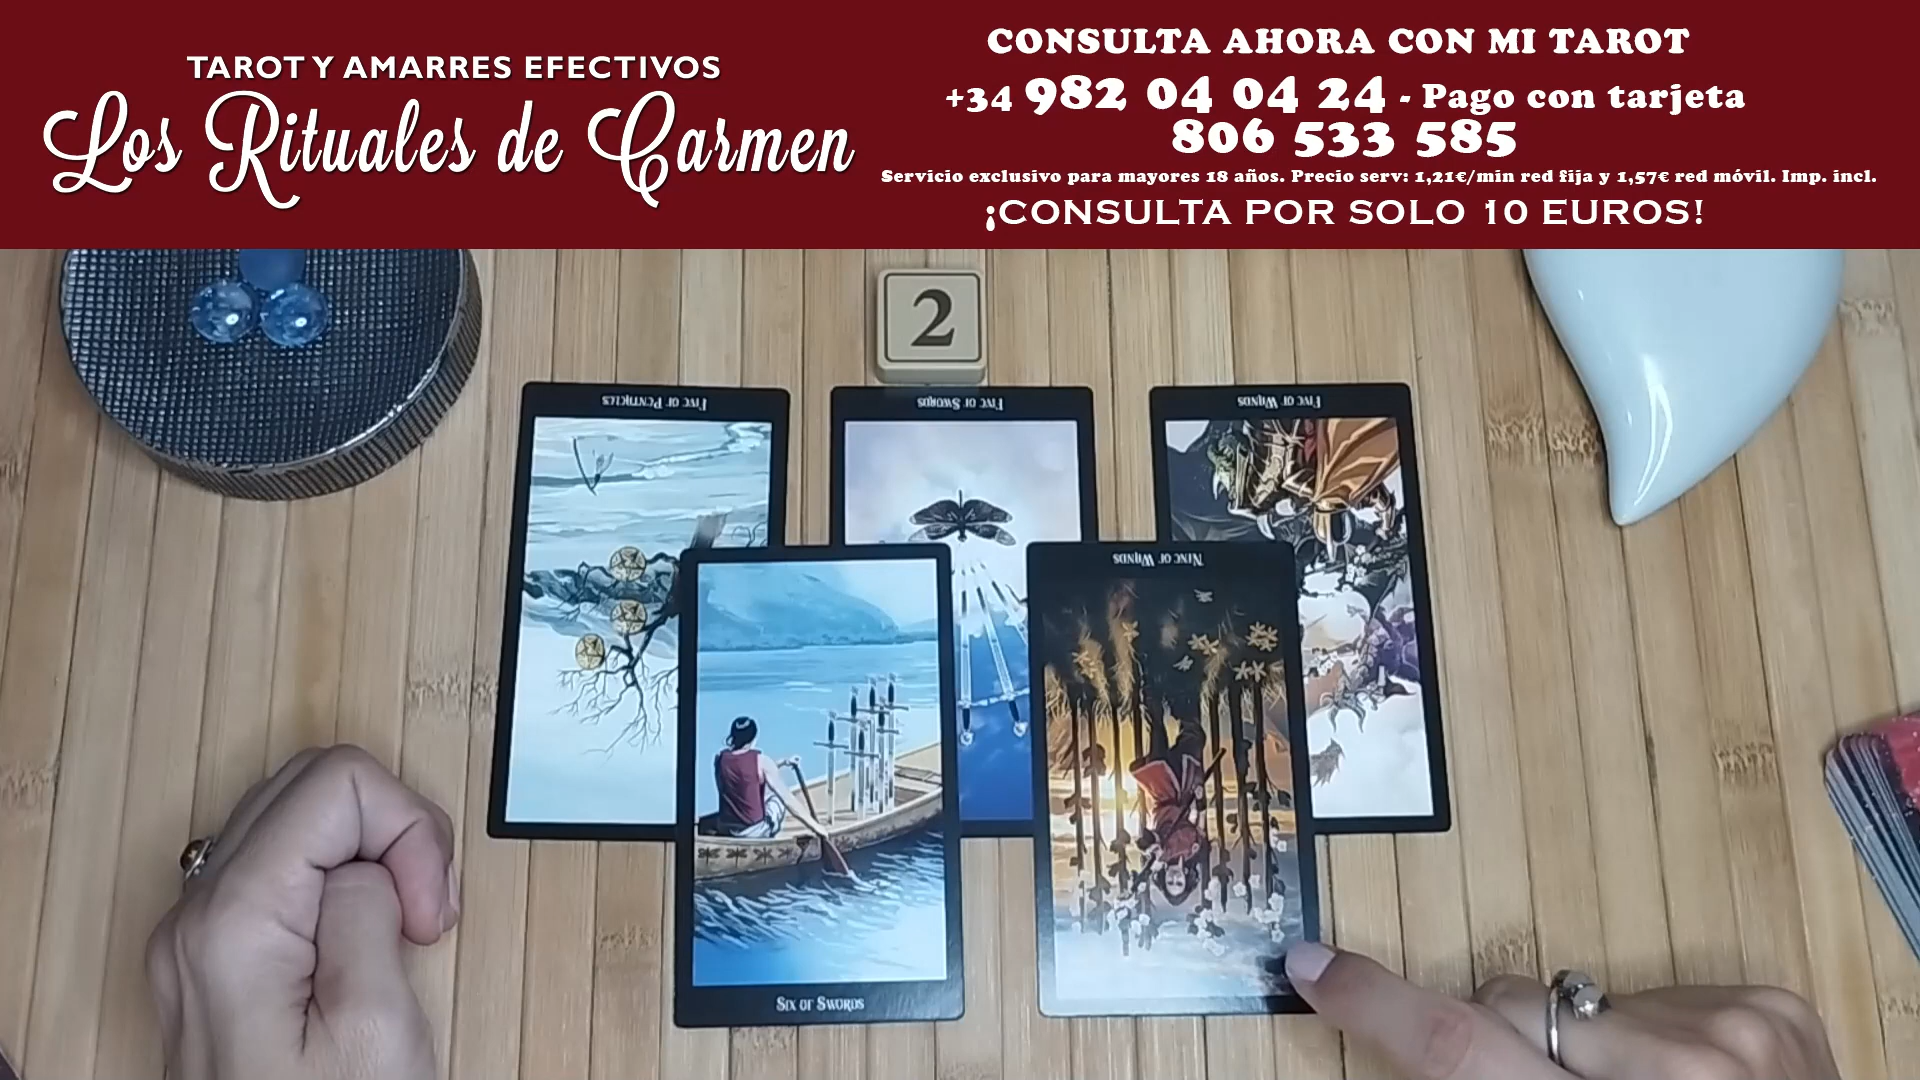 TAROT Y AMARRES EFECTIVOS
Los Rituales de Carmen
CONSULTA AHORA CON MI TAROT
+34 982 04 04 24 - Pago con tarjeta
806 533 585
Servicio exclusivo para mayores 18 años. Precio serv: 1,21€/min red fija y 1,57€ red móvil. Imp. incl.
¡CONSULTA POR SOLO 10 EUROS!
2
FIVE OF PENTACLES
FIVE OF SWORDS
FIVE OF WANDS
NINE OF WANDS
SIX OF SWORDS